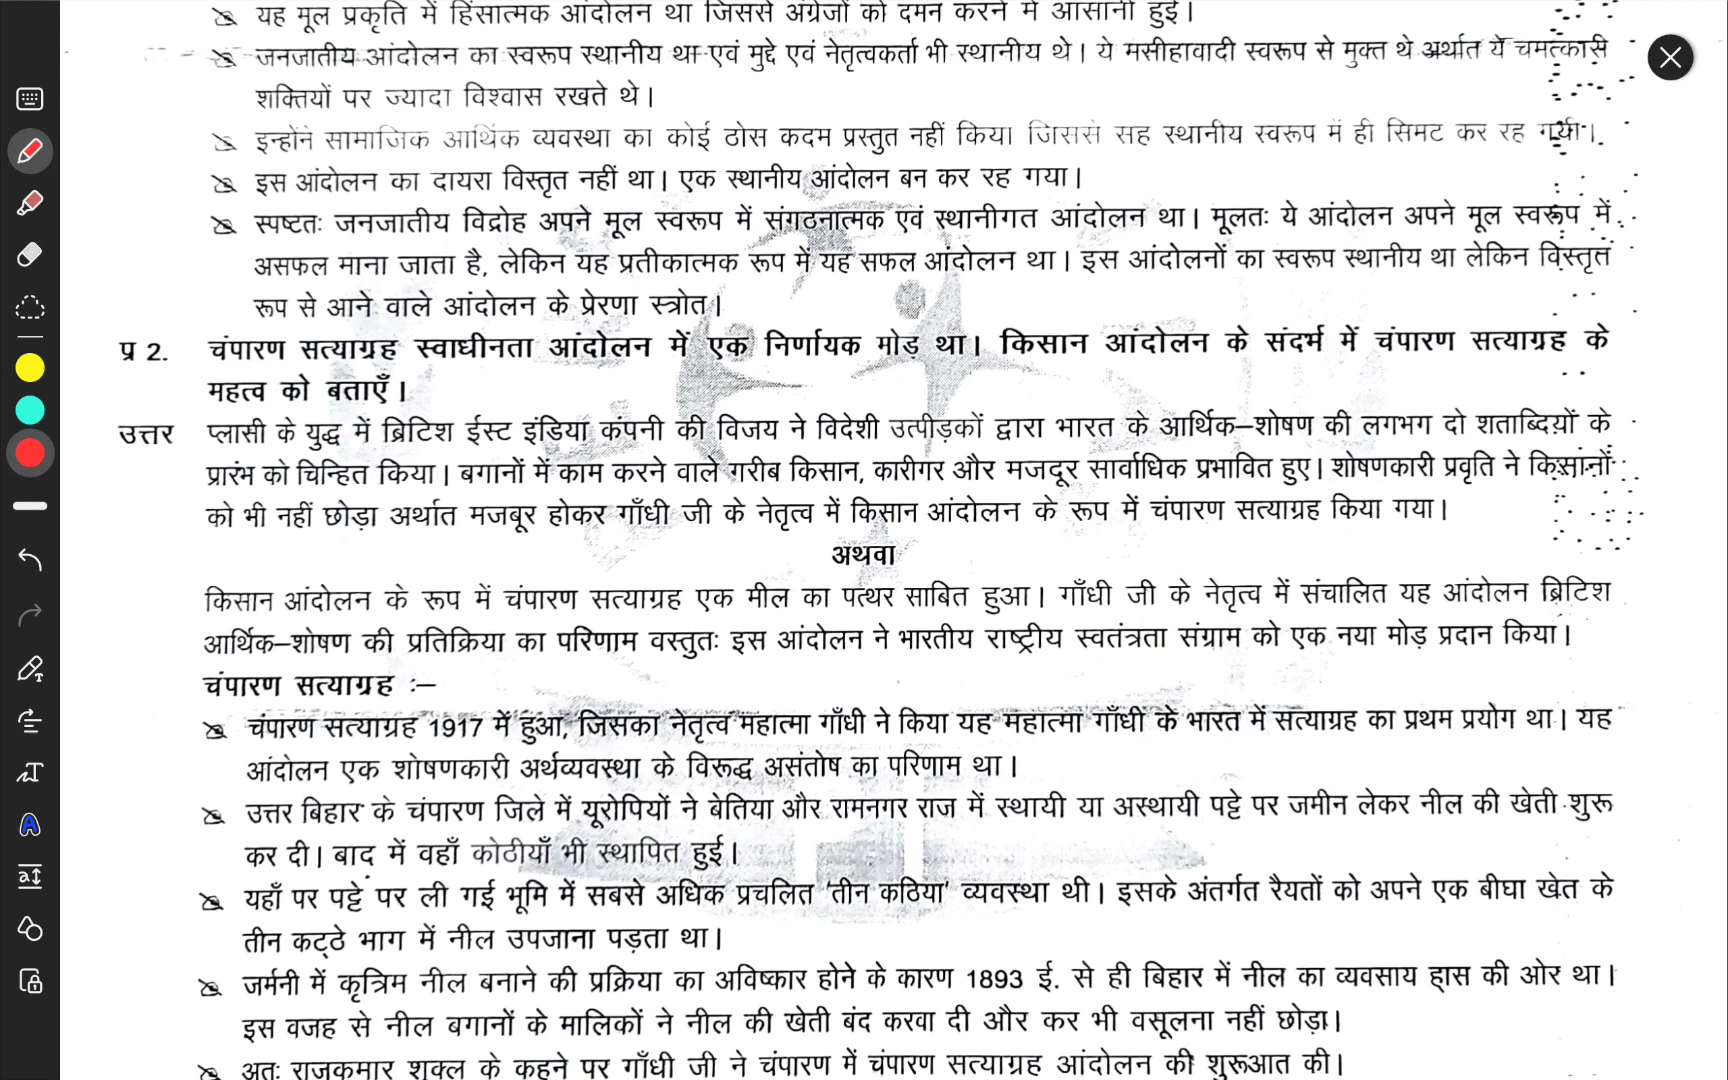 यह मूल प्रकृति में हिंसात्मक आंदोलन था जिससे अंग्रेजों को दमन करने में आसानी हुई।
जनजातीय आंदोलन का स्वरूप स्थानीय था एवं मुद्दे एवं नेतृत्वकर्ता भी स्थानीय थे। ये मसीहावादी स्वरूप से मुक्त थे अर्थात ये चमत्कारी
शक्तियों पर ज्यादा विश्वास रखते थे।
इन्होंने सामाजिक आर्थिक व्यवस्था का कोई ठोस कदम प्रस्तुत नहीं किया जिससे सह स्थानीय स्वरूप में ही सिमट कर रह गयी।
इस आंदोलन का दायरा विस्तृत नहीं था। एक स्थानीय आंदोलन बन कर रह गया।
स्पष्टतः जनजातीय विद्रोह अपने मूल स्वरूप में संगठनात्मक एवं स्थानीगत आंदोलन था। मूलतः ये आंदोलन अपने मूल स्वरूप में
असफल माना जाता है, लेकिन यह प्रतीकात्मक रूप में यह सफल आंदोलन था। इस आंदोलनों का स्वरूप स्थानीय था लेकिन विस्तृत
रूप से आने वाले आंदोलन के प्रेरणा स्त्रोत।
प्र 2. चंपारण सत्याग्रह स्वाधीनता आंदोलन में एक निर्णायक मोड़ था। किसान आंदोलन के संदर्भ में चंपारण सत्याग्रह के
महत्व को बताएँ।
उत्तर प्लासी के युद्ध में ब्रिटिश ईस्ट इंडिया कंपनी की विजय ने विदेशी उत्पीड़कों द्वारा भारत के आर्थिक–शोषण की लगभग दो शताब्दियों के
प्रारंभ को चिन्हित किया। बगानों में काम करने वाले गरीब किसान, कारीगर और मजदूर सार्वाधिक प्रभावित हुए। शोषणकारी प्रवृति ने किसानों
को भी नहीं छोड़ा अर्थात मजबूर होकर गाँधी जी के नेतृत्व में किसान आंदोलन के रूप में चंपारण सत्याग्रह किया गया।
अथवा
किसान आंदोलन के रूप में चंपारण सत्याग्रह एक मील का पत्थर साबित हुआ। गाँधी जी के नेतृत्व में संचालित यह आंदोलन ब्रिटिश
आर्थिक–शोषण की प्रतिक्रिया का परिणाम वस्तुतः इस आंदोलन ने भारतीय राष्ट्रीय स्वतंत्रता संग्राम को एक नया मोड़ प्रदान किया।
चंपारण सत्याग्रह :–
चंपारण सत्याग्रह 1917 में हुआ, जिसका नेतृत्व महात्मा गाँधी ने किया यह महात्मा गाँधी के भारत में सत्याग्रह का प्रथम प्रयोग था। यह
आंदोलन एक शोषणकारी अर्थव्यवस्था के विरूद्ध असंतोष का परिणाम था।
उत्तर बिहार के चंपारण जिले में यूरोपियों ने बेतिया और रामनगर राज में स्थायी या अस्थायी पट्टे पर जमीन लेकर नील की खेती शुरू
कर दी। बाद में वहाँ कोठीयाँ भी स्थापित हुई।
यहाँ पर पट्टे पर ली गई भूमि में सबसे अधिक प्रचलित 'तीन कठिया' व्यवस्था थी। इसके अंतर्गत रैयतों को अपने एक बीघा खेत के
तीन कट्ठे भाग में नील उपजाना पड़ता था।
जर्मनी में कृत्रिम नील बनाने की प्रक्रिया का अविष्कार होने के कारण 1893 ई. से ही बिहार में नील का व्यवसाय ह्रास की ओर था।
इस वजह से नील बगानों के मालिकों ने नील की खेती बंद करवा दी और कर भी वसूलना नहीं छोड़ा।
अतः राजकुमार शुक्ल के कहने पर गाँधी जी ने चंपारण में चंपारण सत्याग्रह आंदोलन की शुरूआत की।